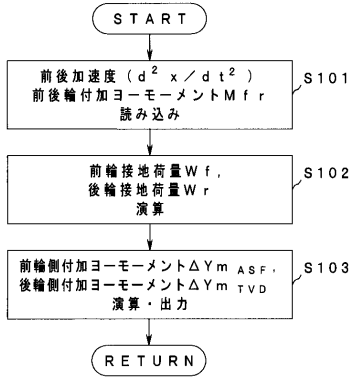 START
前後加速度(d²x/dt²)
前後輪付加ヨーモーメントMfr
読み込み
S101
前輪接地荷量Wf,
後輪接地荷量Wr
演算
S102
前輪側付加ヨーモーメントΔYm ASF,
後輪側付加ヨーモーメントΔYm TVD
演算・出力
S103
RETURN